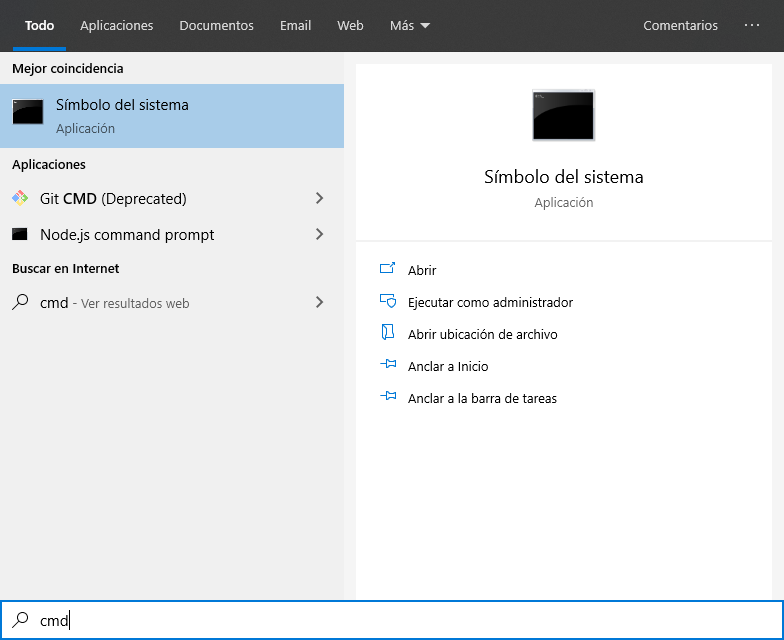 Todo Aplicaciones Documentos Email Web Más Comentarios ...
Mejor coincidencia
Símbolo del sistema
Aplicación
Aplicaciones
Git CMD (Deprecated)
Node.js command prompt
Buscar en Internet
cmd - Ver resultados web
Símbolo del sistema
Aplicación
Abrir
Ejecutar como administrador
Abrir ubicación de archivo
Anclar a Inicio
Anclar a la barra de tareas
cmd